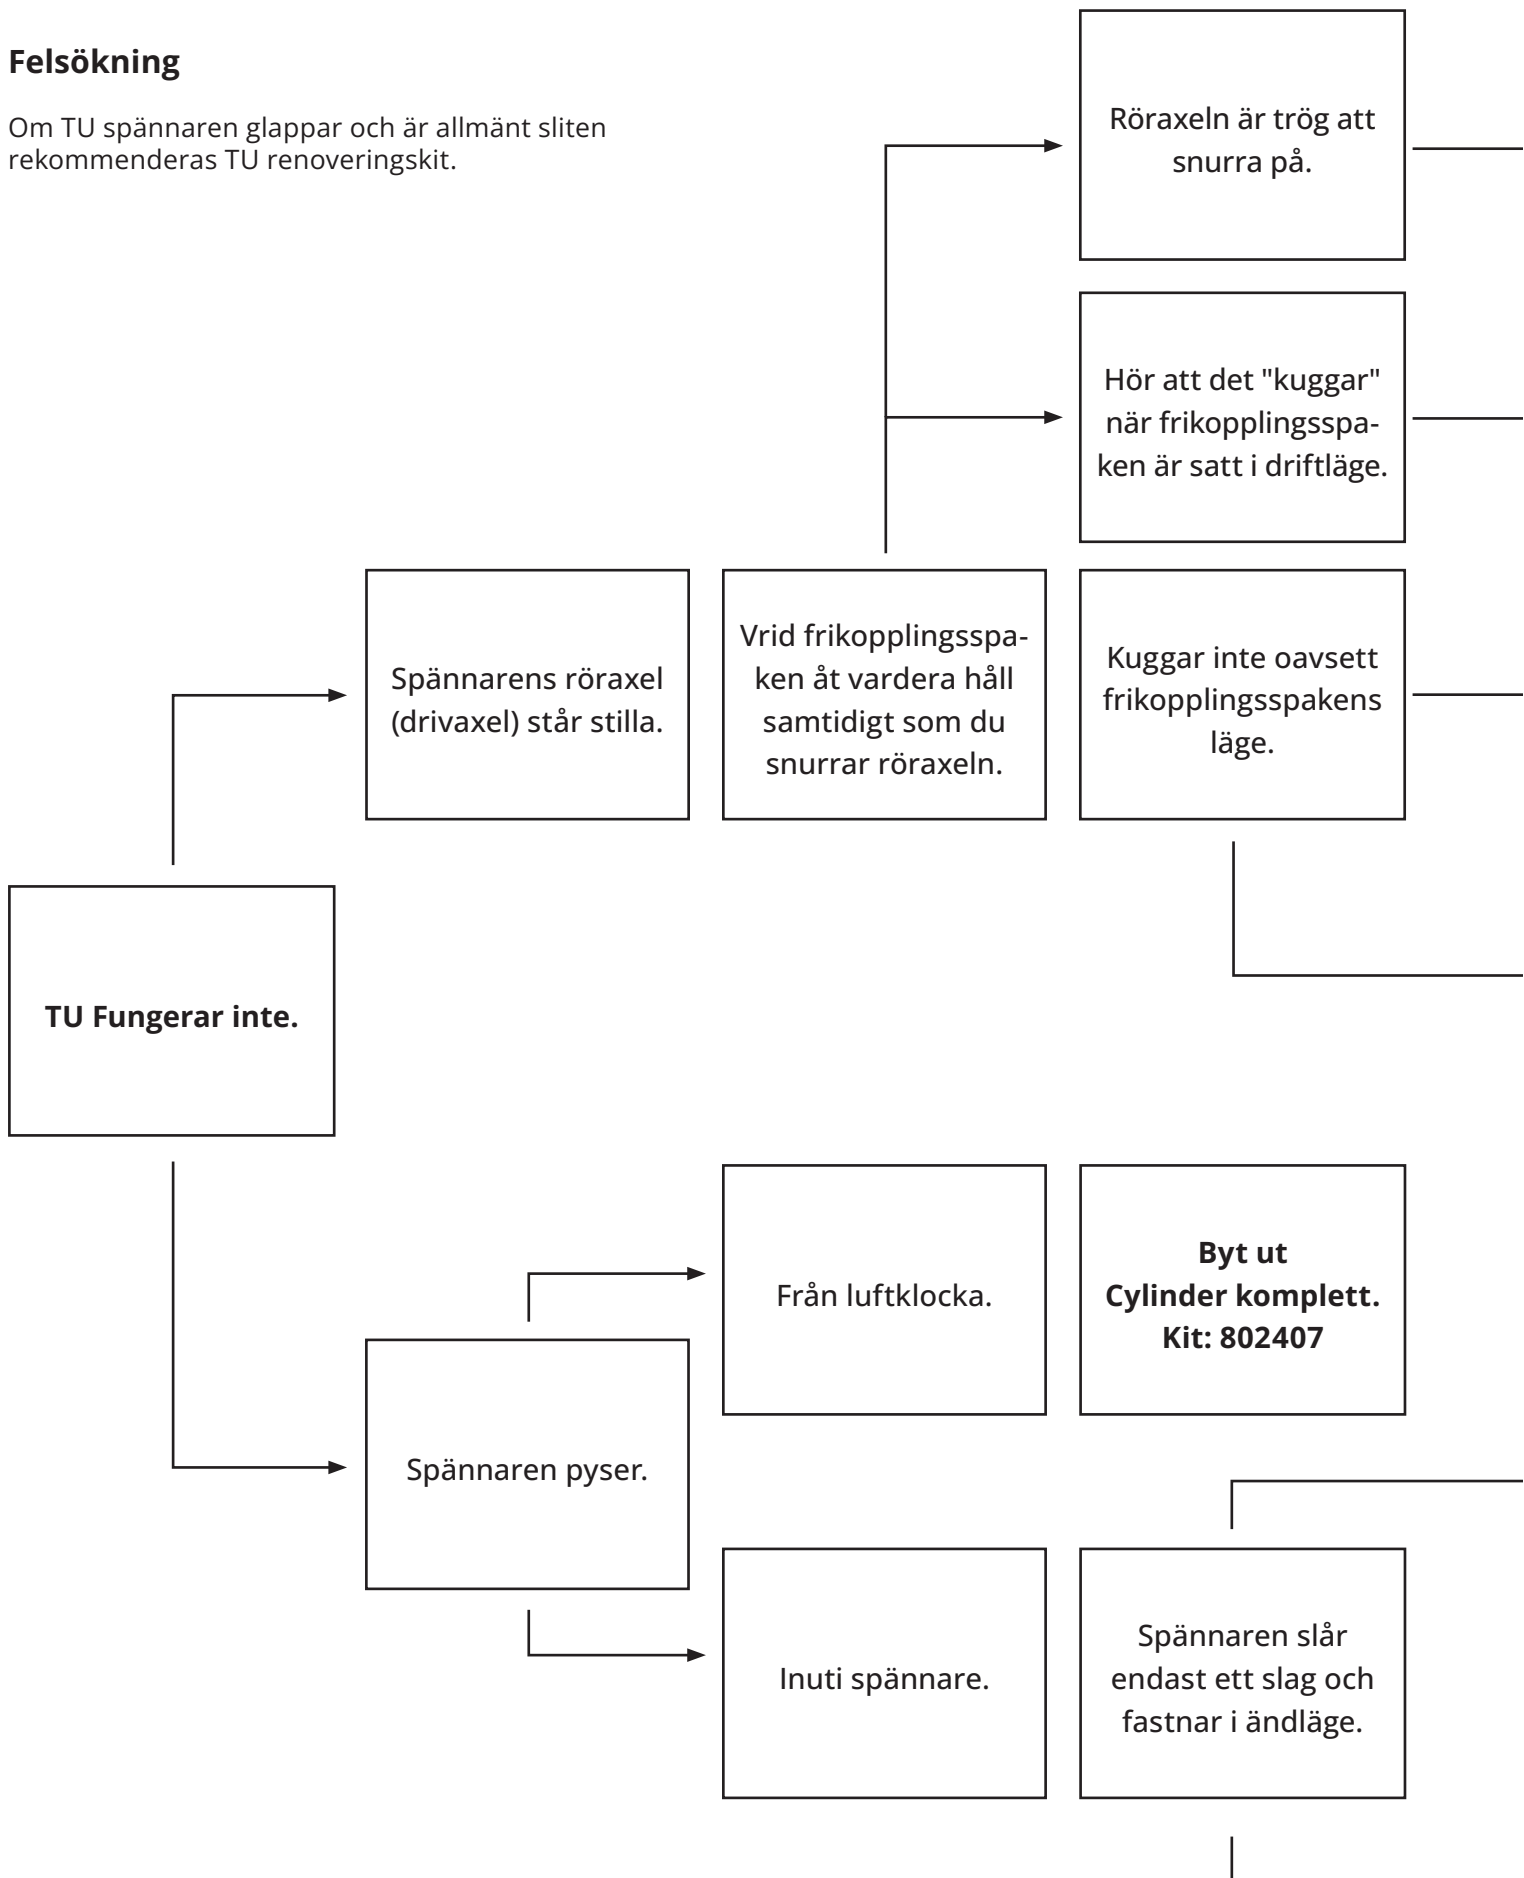 Felsökning
Om TU spännaren glappar och är allmänt sliten
rekommenderas TU renoveringskit.
Röraxeln är trög att
snurra på.
Hör att det "kuggar"
när frikopplingsspa-
ken är satt i driftläge.
Spännarens röraxel
(drivaxel) står stilla.
Vrid frikopplingsspa-
ken åt vardera håll
samtidigt som du
snurrar röraxeln.
Kuggar inte oavsett
frikopplingsspakens
läge.
TU Fungerar inte.
Från luftklocka.
Byt ut
Cylinder komplett.
Kit: 802407
Spännaren pyser.
Inuti spännare.
Spännaren slår
endast ett slag och
fastnar i ändläge.